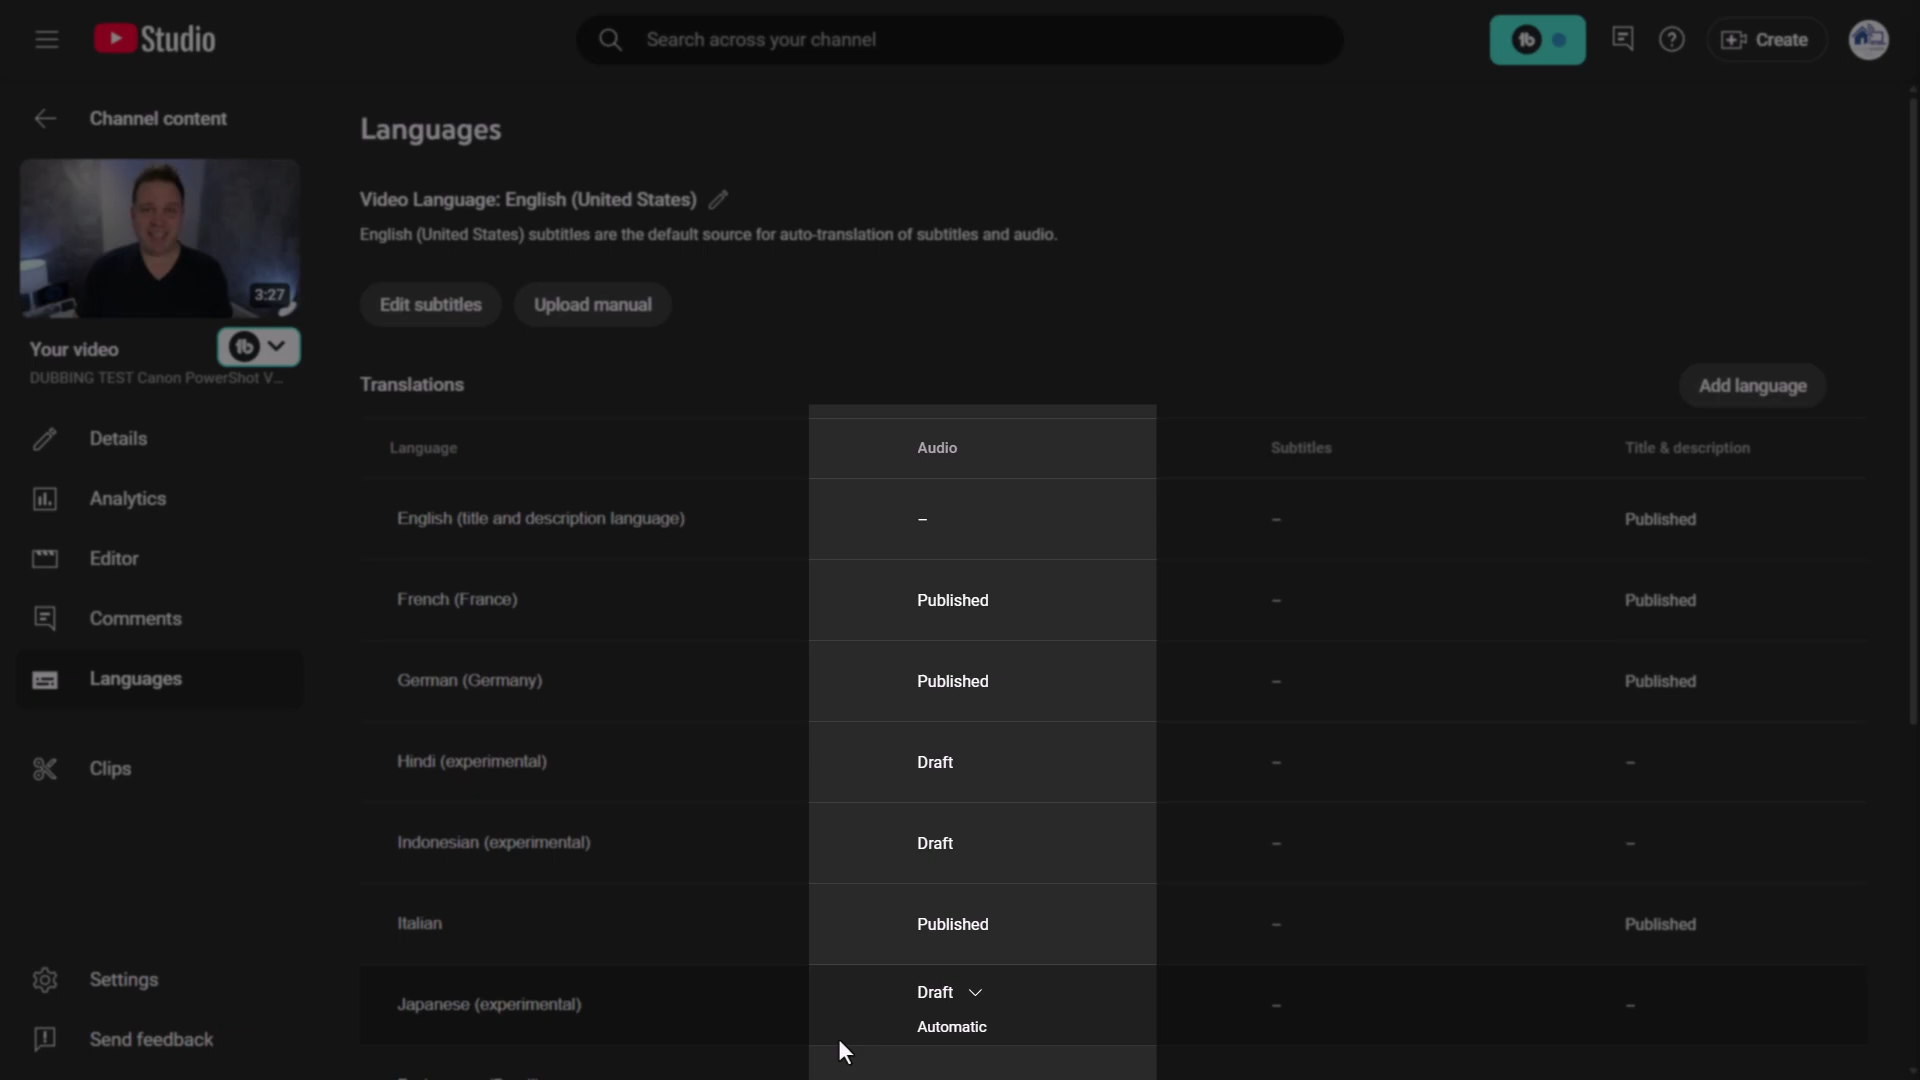 Studio
Search across your channel
Create
Channel content
Languages
3:27
Video Language: English (United States)
English (United States) subtitles are the default source for auto-translation of subtitles and audio.
Edit subtitles
Upload manual
Your video
DUBBING TEST Canon PowerShot V...
Translations
Add language
Details
Analytics
Editor
Comments
Languages
Clips
Settings
Send feedback
Language Audio Subtitles Title & description
English (title and description language) – – Published
French (France) Published – Published
German (Germany) Published – Published
Hindi (experimental) Draft – –
Indonesian (experimental) Draft – –
Italian Published – Published
Japanese (experimental) Draft – –
Automatic